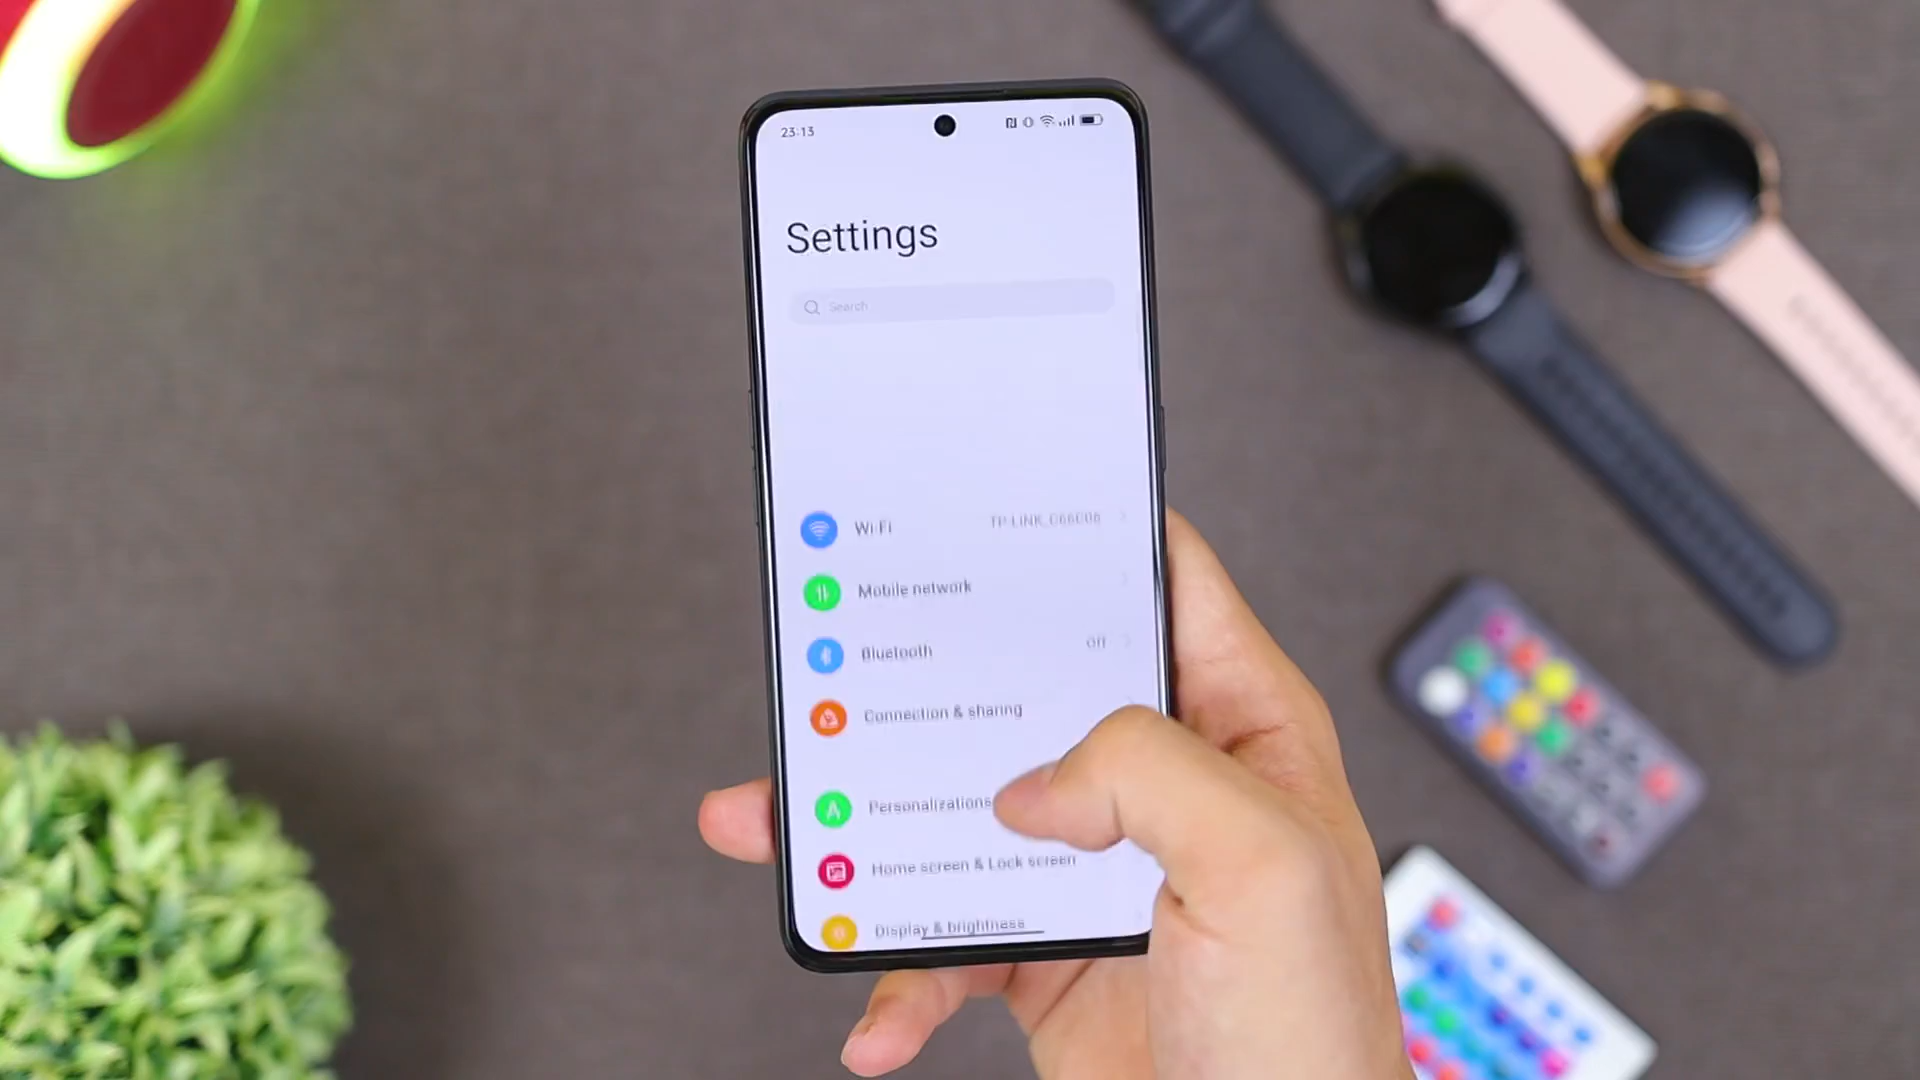 23:13
Settings
Search
Wi-Fi
Mobile network
Bluetooth Off
Connection & sharing
Personalizations
Home screen & Lock screen
Display & brightness